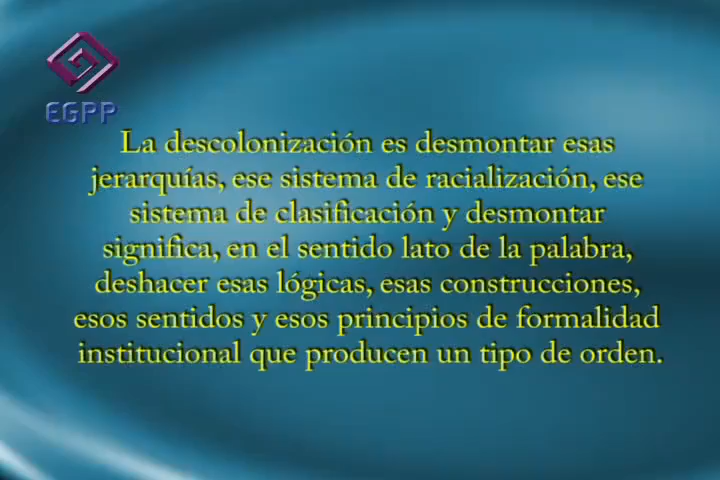 EGPP
La descolonización es desmontar esas
jerarquías, ese sistema de racialización, ese
sistema de clasificación y desmontar
significa, en el sentido lato de la palabra,
deshacer esas lógicas, esas construcciones,
esos sentidos y esos principios de formalidad
institucional que producen un tipo de orden.